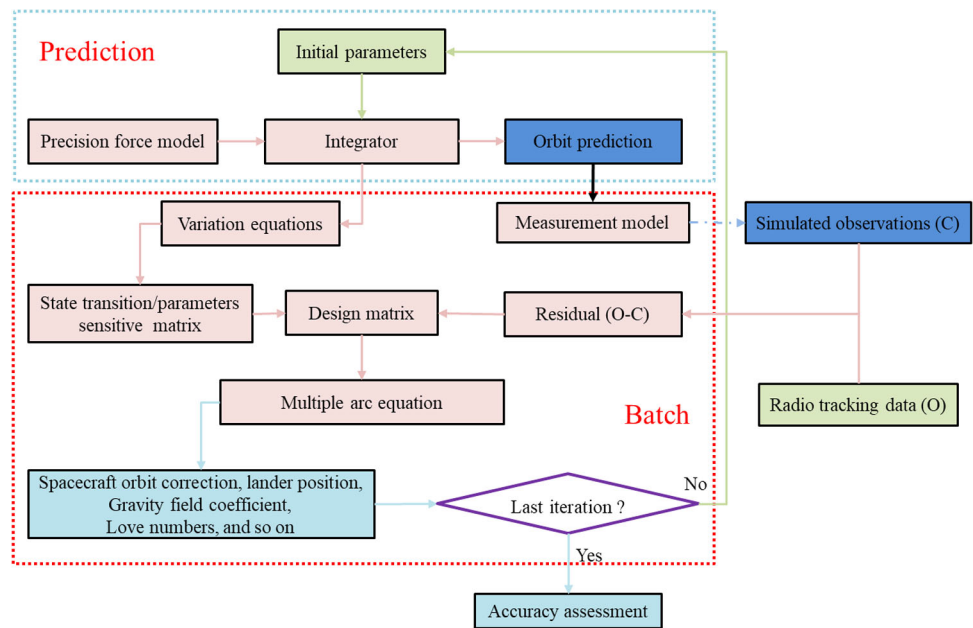 Prediction
Initial parameters
Precision force model
Integrator
Orbit prediction
Variation equations
Measurement model
Simulated observations (C)
State transition/parameters
sensitive matrix
Design matrix
Residual (O-C)
Multiple arc equation
Batch
Radio tracking data (O)
Spacecraft orbit correction, lander position,
Gravity field coefficient,
Love numbers, and so on
Last iteration ?
No
Yes
Accuracy assessment